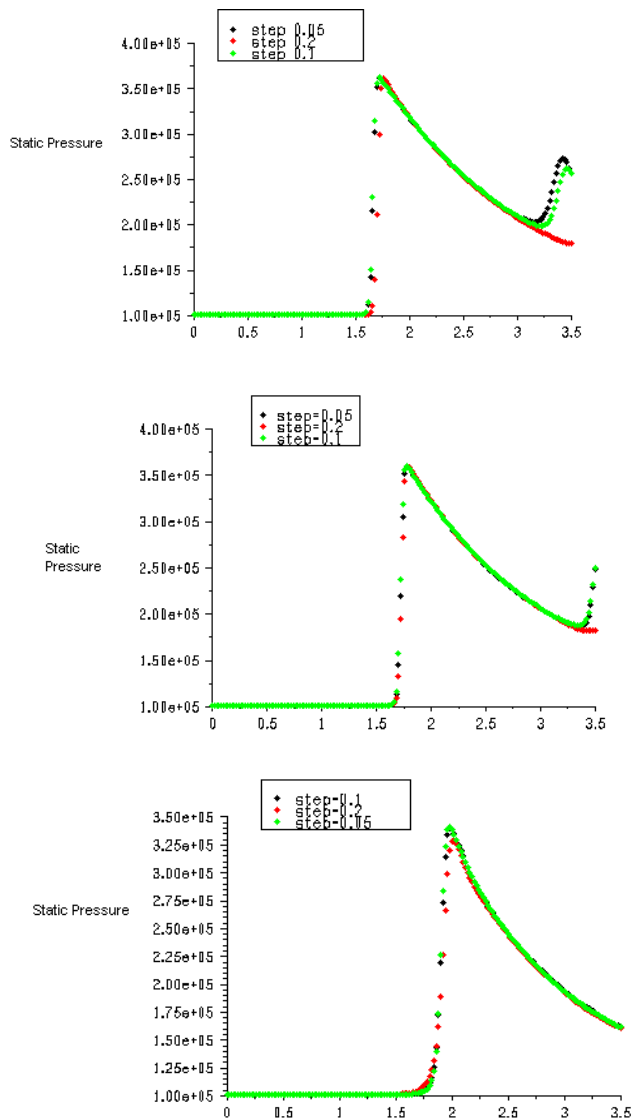 step 0.05
step 0.2
step 0.1
4.00e+05
3.50e+05
3.00e+05
2.50e+05
2.00e+05
1.50e+05
1.00e+05
Static Pressure
0 0.5 1 1.5 2 2.5 3 3.5
step=0.05
step=0.2
step=0.1
4.00e+05
3.50e+05
3.00e+05
2.50e+05
2.00e+05
1.50e+05
1.00e+05
Static
Pressure
0 0.5 1 1.5 2 2.5 3 3.5
step=0.1
step=0.2
step=0.05
3.50e+05
3.25e+05
3.00e+05
2.75e+05
2.50e+05
2.25e+05
2.00e+05
1.75e+05
1.50e+05
1.25e+05
1.00e+05
Static Pressure
0 0.5 1 1.5 2 2.5 3 3.5